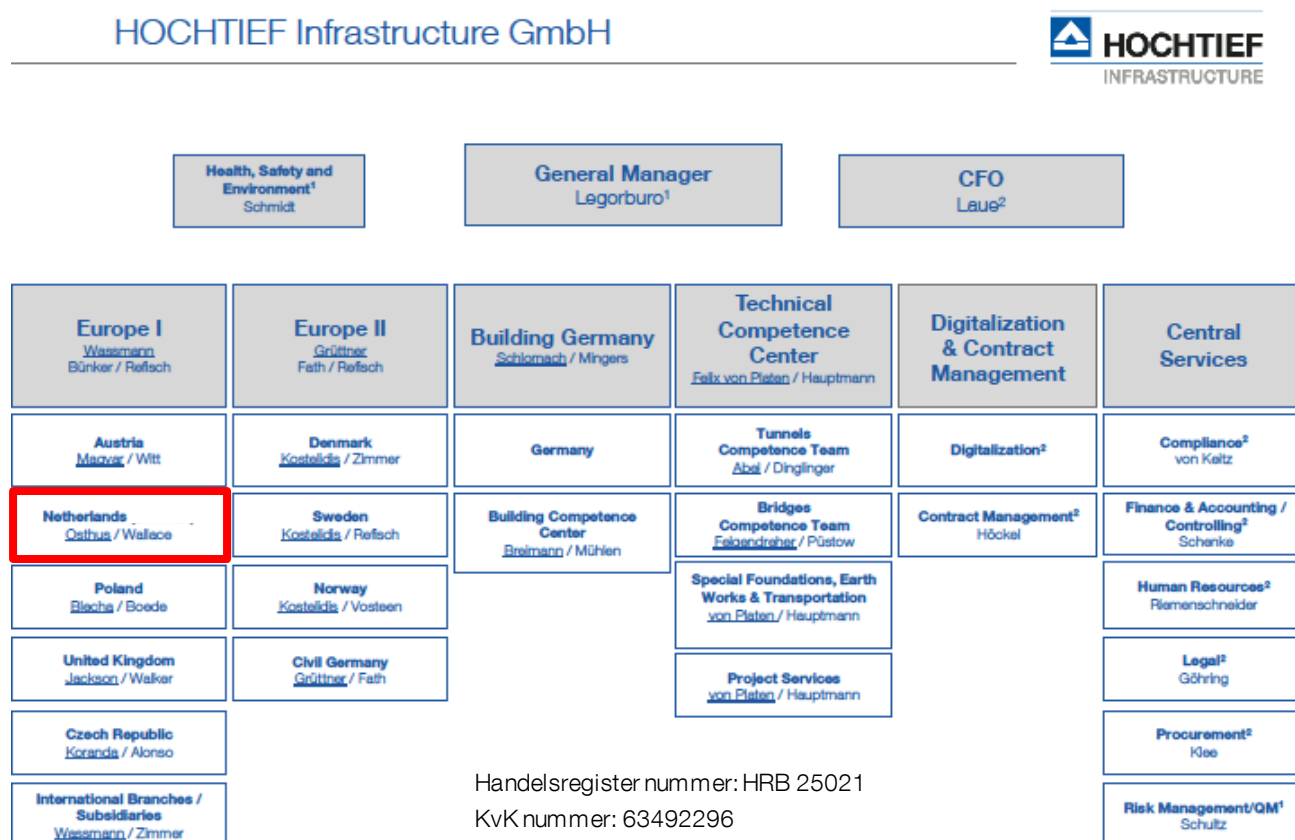 HOCHTIEF Infrastructure GmbH
HOCHTIEF
INFRASTRUCTURE
Health, Safety and
Environment¹
Schmidt
General Manager
Legorburo¹
CFO
Laue²
Europe I
Wassmann
Bünker / Refisch
Europe II
Grüttner
Fath / Refisch
Building Germany
Schlomach / Mingers
Technical
Competence
Center
Felix von Platen / Hauptmann
Digitalization
& Contract
Management
Central
Services
Austria
Magyar / Witt
Denmark
Kostelidis / Zimmer
Germany
Tunnels
Competence Team
Abel / Dinglinger
Digitalization²
Compliance²
von Keitz
Netherlands
Osthus / Wallace
Sweden
Kostelidis / Refisch
Building Competence
Center
Breimann / Mühlen
Bridges
Competence Team
Felgendreher / Püstow
Contract Management²
Höckel
Finance & Accounting /
Controlling²
Schenke
Poland
Blecha / Boede
Norway
Kostelidis / Vosteen
Special Foundations, Earth
Works & Transportation
von Platen / Hauptmann
Human Resources²
Riemenschneider
United Kingdom
Jackson / Walker
Civil Germany
Grüttner / Fath
Project Services
von Platen / Hauptmann
Legal²
Göhring
Czech Republic
Koranda / Alonso
Procurement²
Klee
International Branches /
Subsidiaries
Wassmann / Zimmer
Handelsregister nummer: HRB 25021
KvK nummer: 63492296
Risk Management/QM¹
Schultz